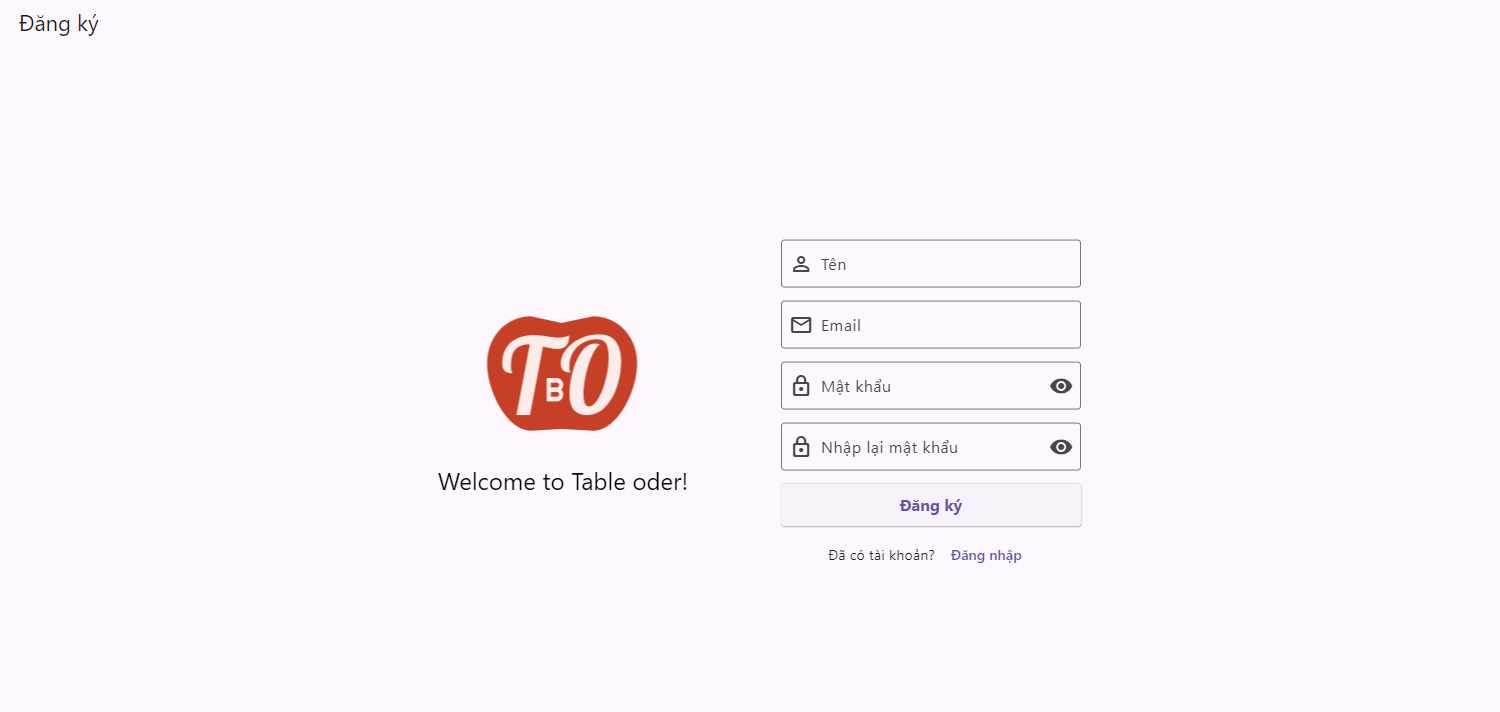 Đăng ký
TBO
Welcome to Table oder!
Tên
Email
Mật khẩu
Nhập lại mật khẩu
Đăng ký
Đã có tài khoản? Đăng nhập